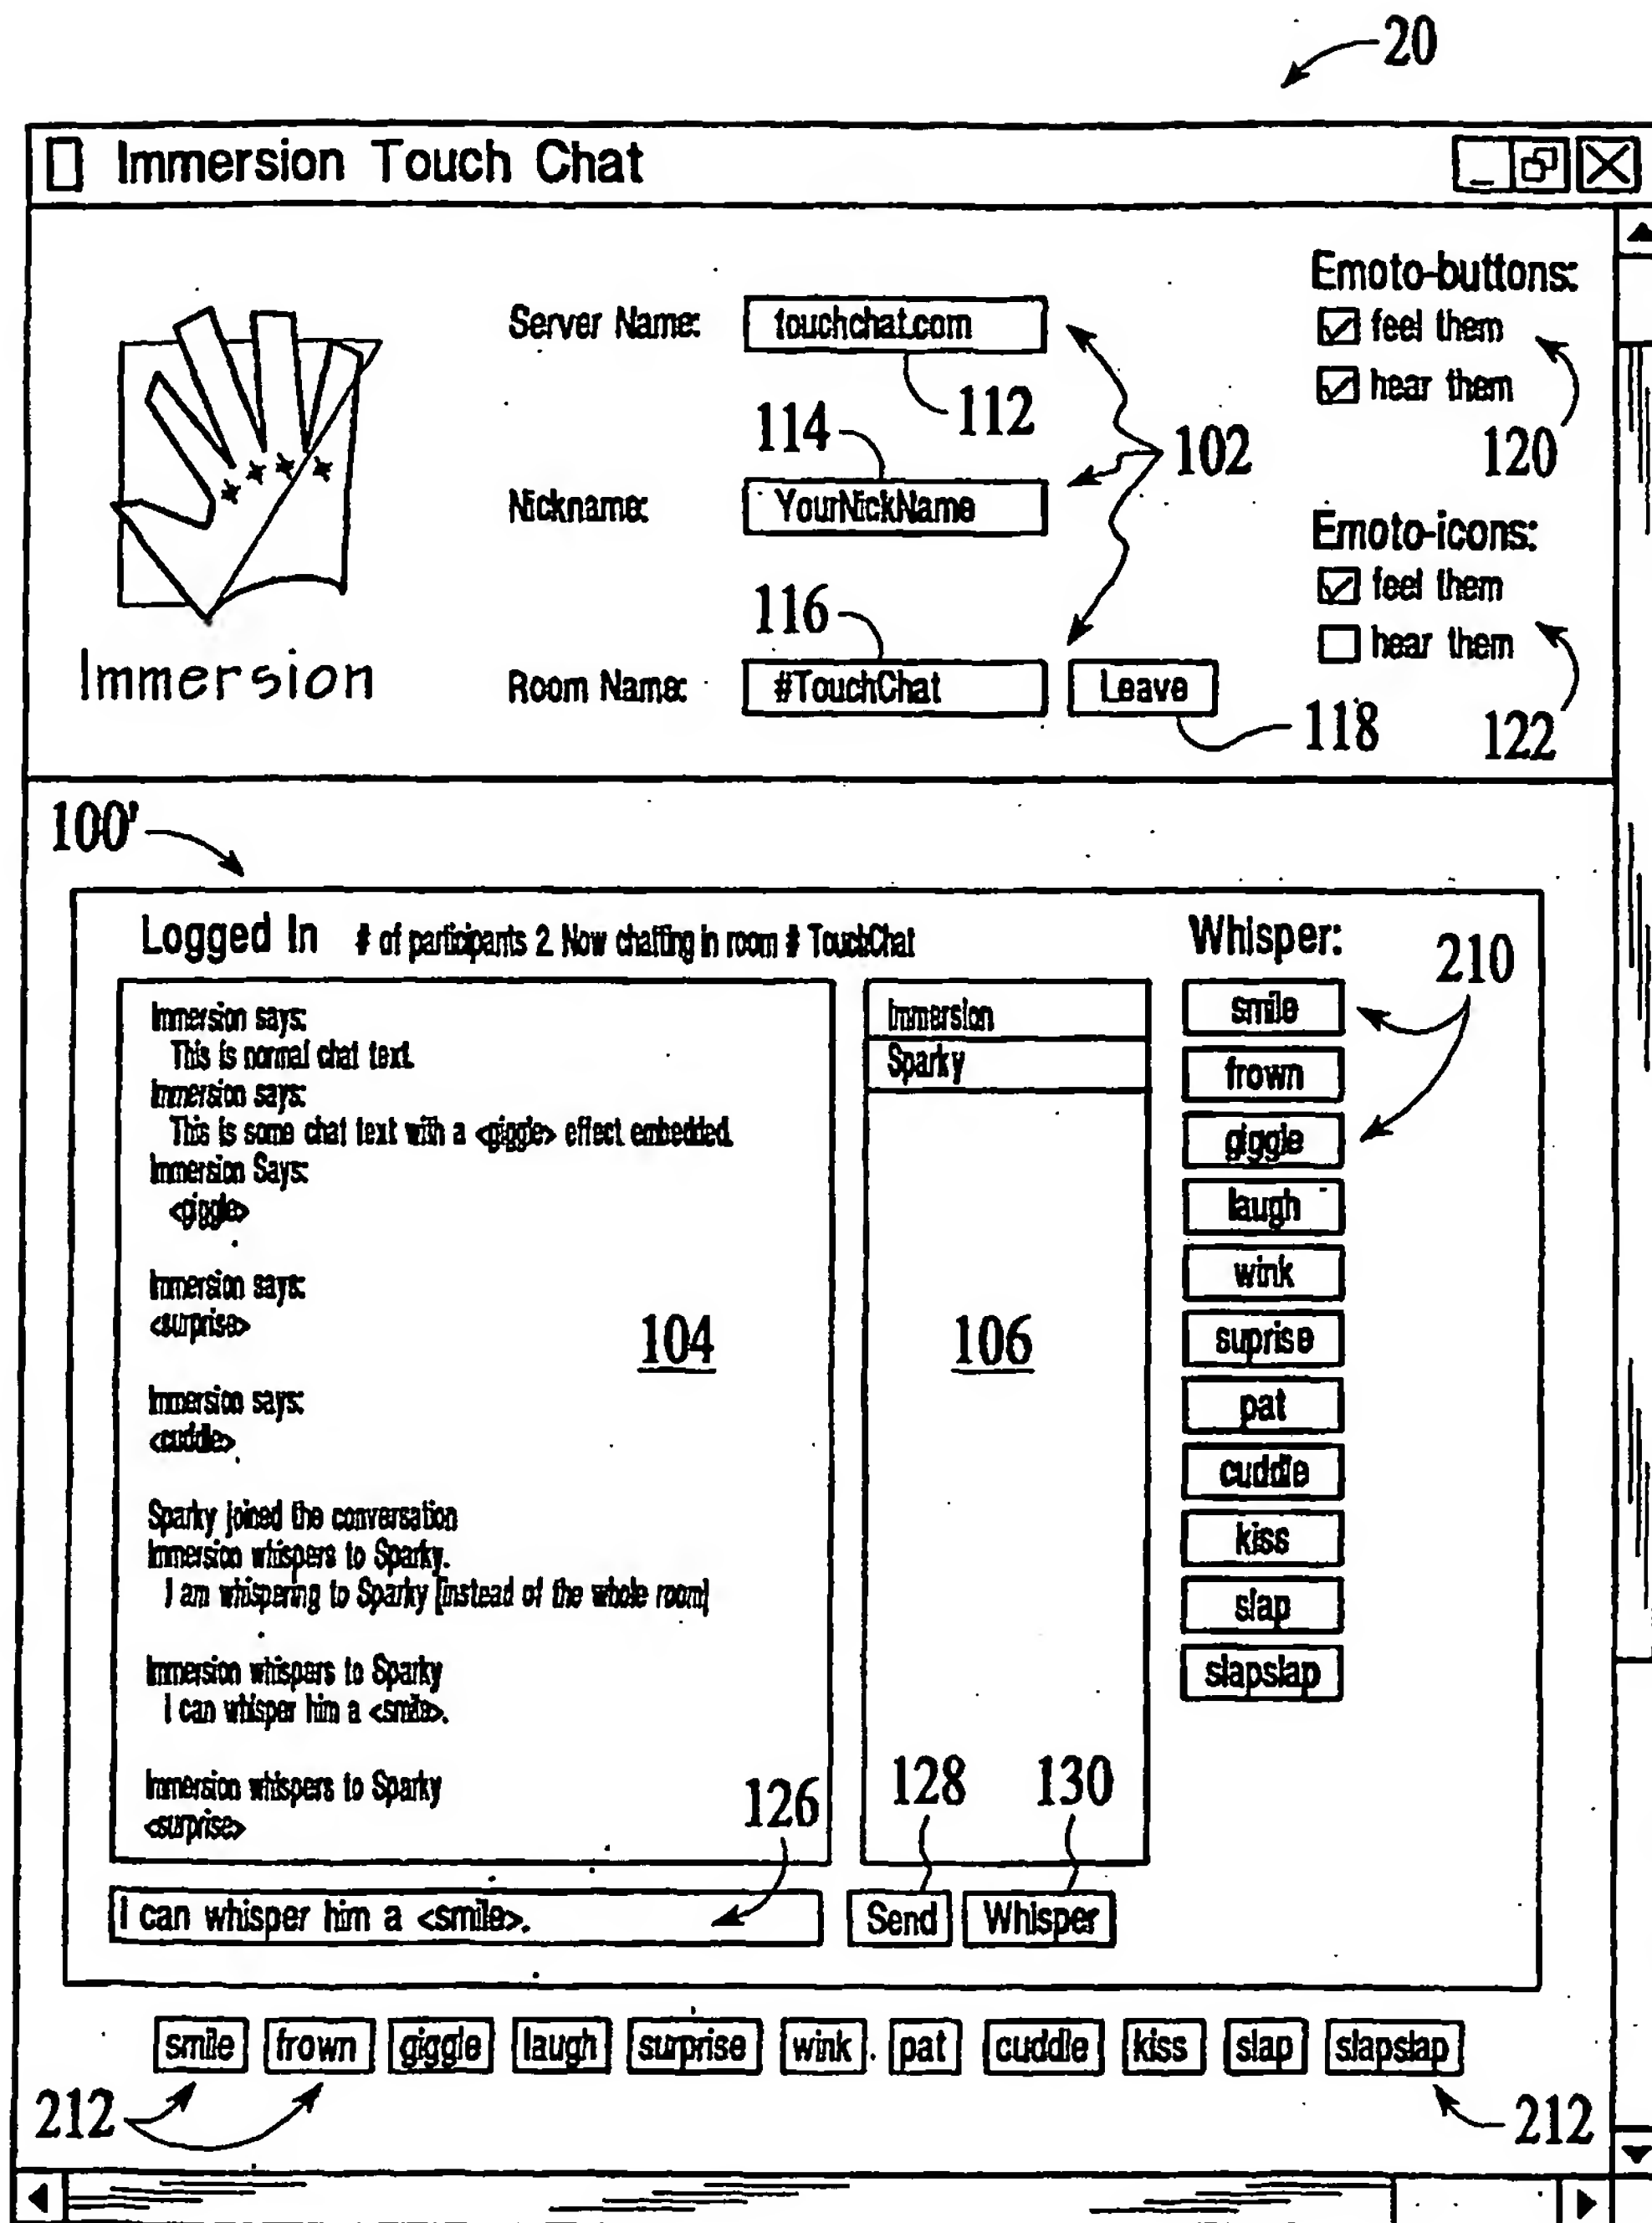 20
Immersion Touch Chat
Emoto-buttons:
Server Name: touchchat.com
feel them
hear them
112
114
102
120
Nickname: YourNickName
Emoto-icons:
feel them
116
hear them
Immersion
Room Name: #TouchChat Leave
118
122
100'
Logged In # of participants 2. Now chatting in room # TouchChat Whisper:
210
Immersion says:
This is normal chat text.
Immersion says:
This is some chat text with a <giggle> effect embedded.
Immersion Says:
<giggle>
Immersion says:
<surprise>
104
Immersion says:
<cuddle>
Sparky joined the conversation
Immersion whispers to Sparky.
I am whispering to Sparky [instead of the whole room]
Immersion whispers to Sparky
I can whisper him a <smile>.
Immersion whispers to Sparky
<surprise>
126
Immersion
Sparky
106
128 130
smile
frown
giggle
laugh
wink
suprise
pat
cuddle
kiss
slap
slapslap
I can whisper him a <smile>. Send Whisper
smile frown giggle laugh surprise wink pat cuddle kiss slap slapslap
212 212